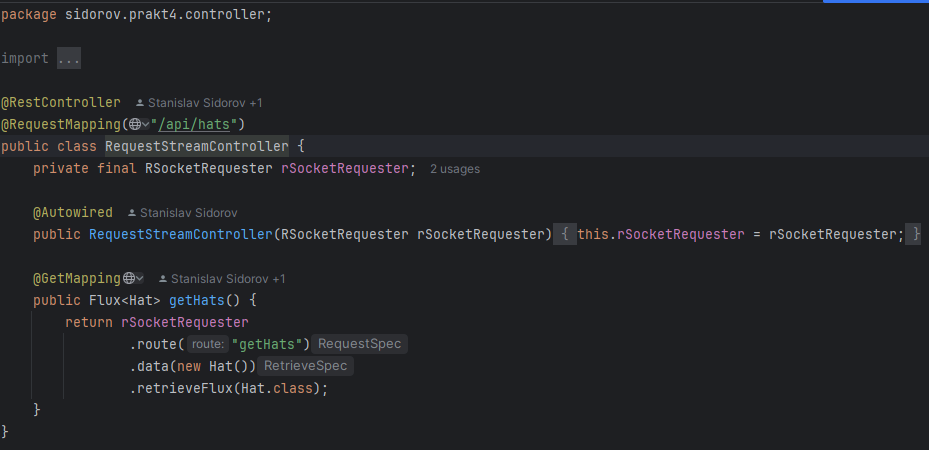 package sidorov.prakt4.controller;
import ...
@RestController Stanislav Sidorov +1
@RequestMapping("/api/hats")
public class RequestStreamController {
private final RSocketRequester rSocketRequester; 2 usages
@Autowired Stanislav Sidorov
public RequestStreamController(RSocketRequester rSocketRequester) { this.rSocketRequester = rSocketRequester; }
@GetMapping Stanislav Sidorov +1
public Flux<Hat> getHats() {
return rSocketRequester
.route( route: "getHats") RequestSpec
.data(new Hat()) RetrieveSpec
.retrieveFlux(Hat.class);
}
}